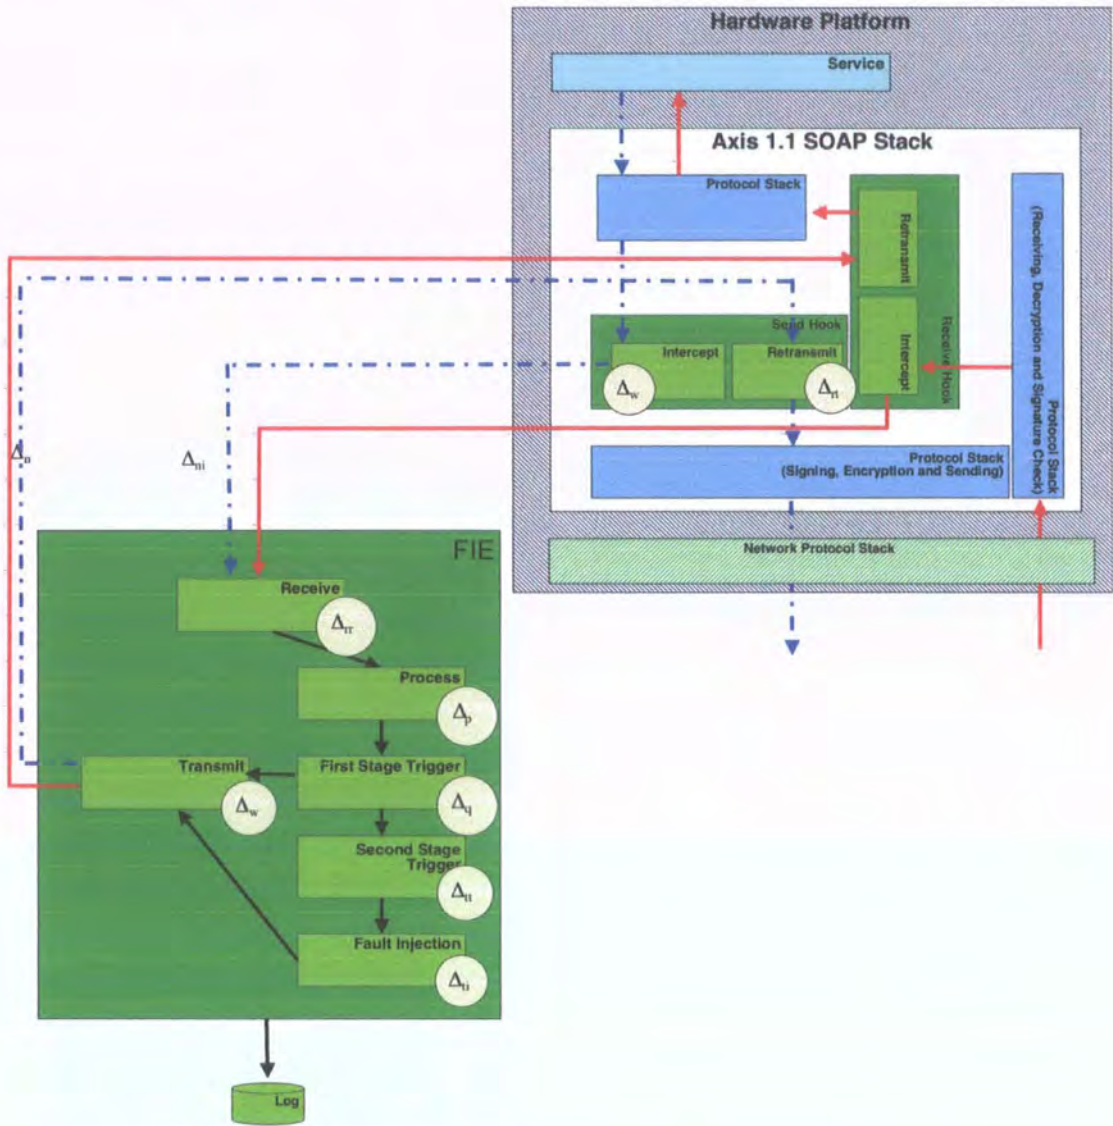 Hardware Platform
Service
Axis 1.1 SOAP Stack
Protocol Stack
Retransmit
Intercept
Receive Hook
Protocol Stack
(Receiving, Decryption and Signature Check)
Send Hook
Intercept
Retransmit
Δw
Δrt
Protocol Stack
(Signing, Encryption and Sending)
Network Protocol Stack
Δn
Δni
FIE
Receive
Δrr
Process
Δp
Transmit
Δw
First Stage Trigger
Δq
Second Stage
Trigger
Δtt
Fault Injection
Δti
Log